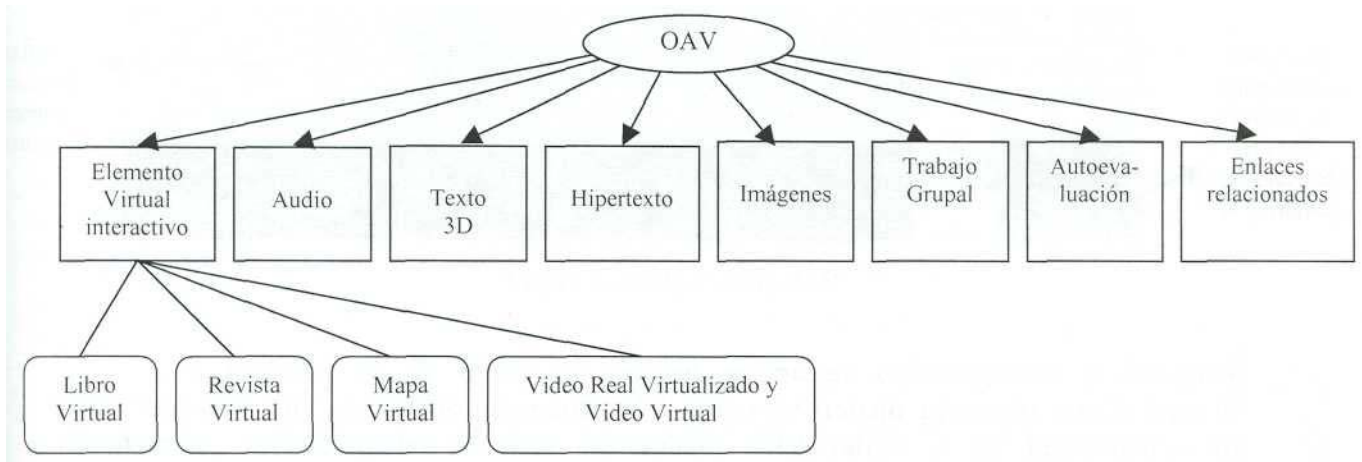 OAV
Elemento
Virtual
interactivo
Audio
Texto
3D
Hipertexto
Imágenes
Trabajo
Grupal
Autoeva-
luación
Enlaces
relacionados
Libro
Virtual
Revista
Virtual
Mapa
Virtual
Video Real Virtualizado y
Video Virtual